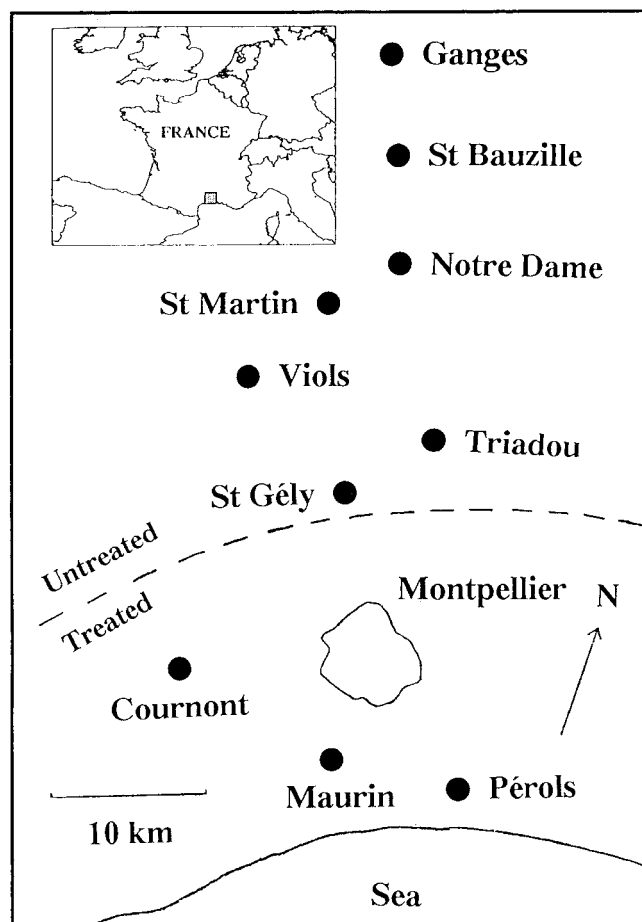 FRANCE
Ganges
St Bauzille
Notre Dame
St Martin
Viols
Triadou
St Gély
Untreated
Treated
Montpellier
N
Cournont
Maurin
Pérols
10 km
Sea